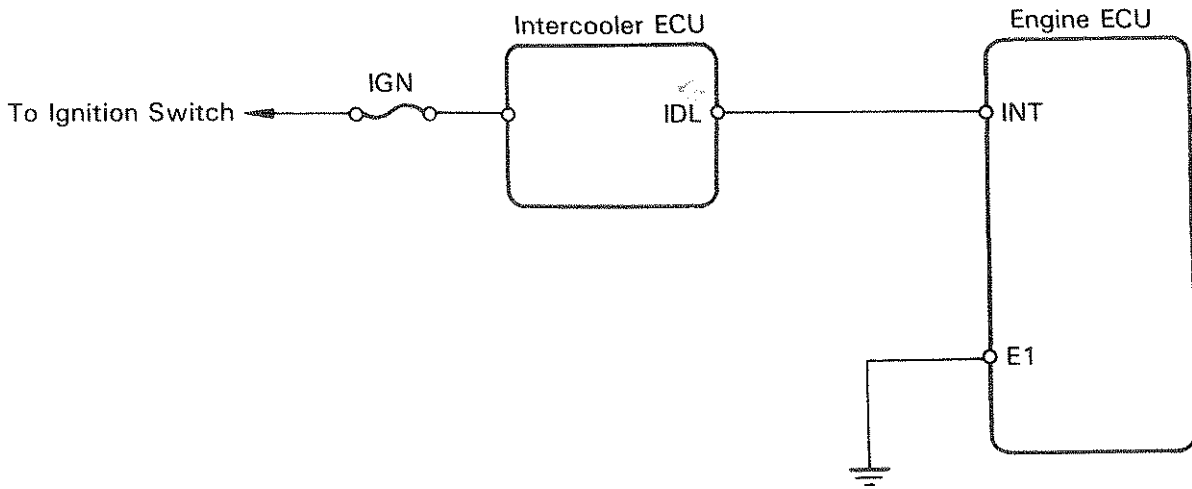 Intercooler ECU
Engine ECU
IGN
To Ignition Switch
IDL
INT
E1